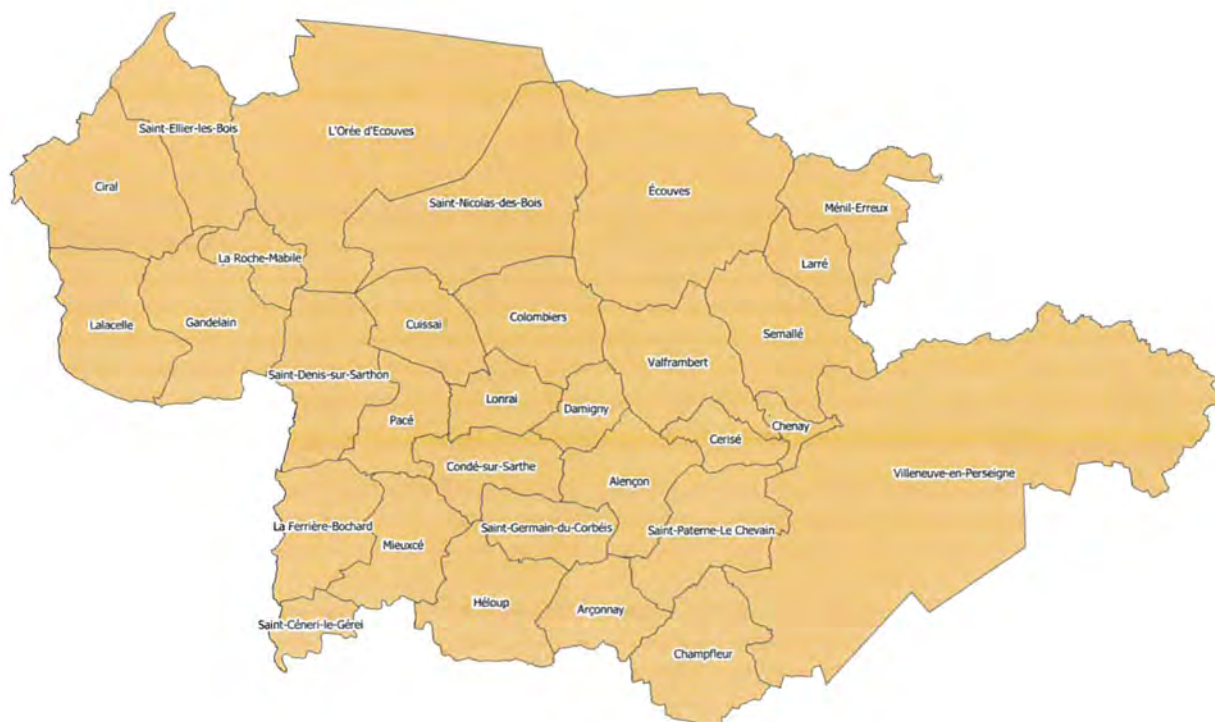 Saint-Ellier-les-Bois
L'Orée d'Ecouves
Ciral
Écouves
Saint-Nicolas-des-Bois
Ménil-Erreux
La Roche-Mabile
Larré
Lalacelle
Gandelain
Cuissai
Colombiers
Semallé
Valframbert
Saint-Denis-sur-Sarthon
Lonrai
Damigny
Pacé
Chenay
Cerisé
Condé-sur-Sarthe
Villeneuve-en-Perseigne
Alençon
La Ferrière-Bochard
Saint-Germain-du-Corbéis
Saint-Paterne-Le Chevain
Mieuxcé
Héloup
Arçonnay
Saint-Céneri-le-Gérei
Champfleur